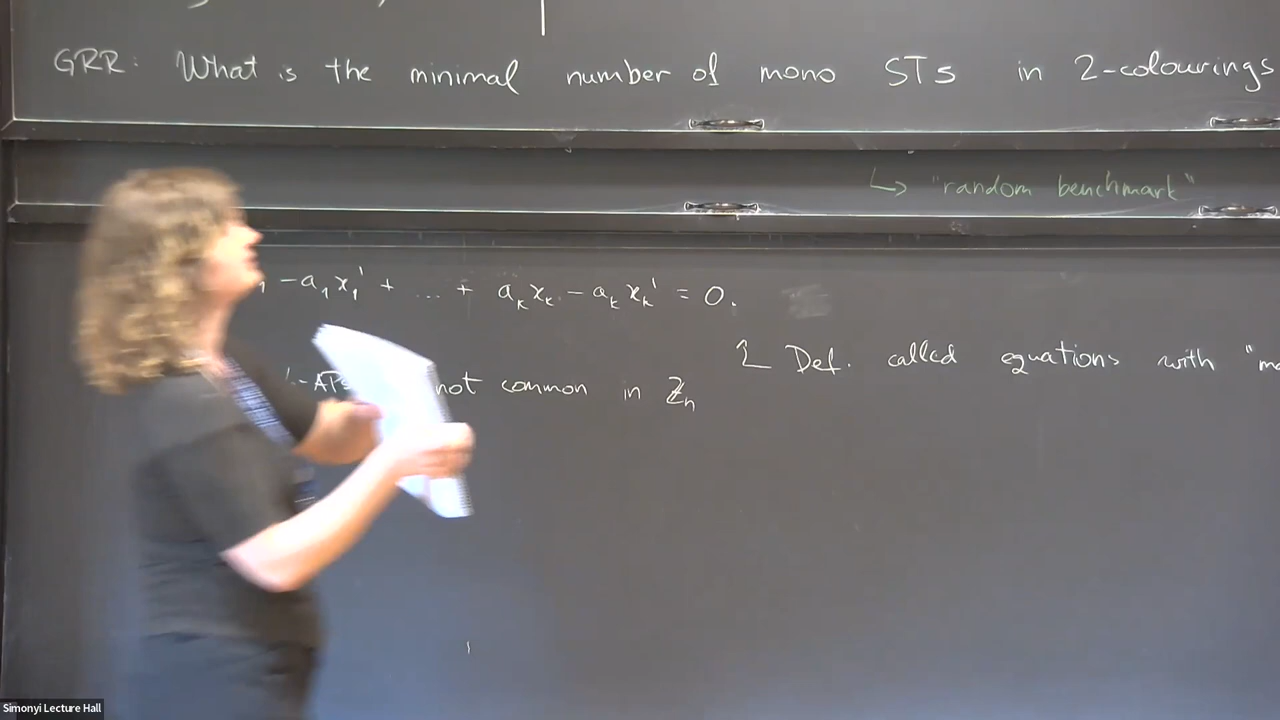 GRR: What is the minimal number of mono STs in 2-colourings
↳ "random benchmark"
- a₁x₁' + ... + aₖxₖ - aₖxₖ' = 0.
Def. called equations with
-APs not common in ℤₙ
Simonyi Lecture Hall